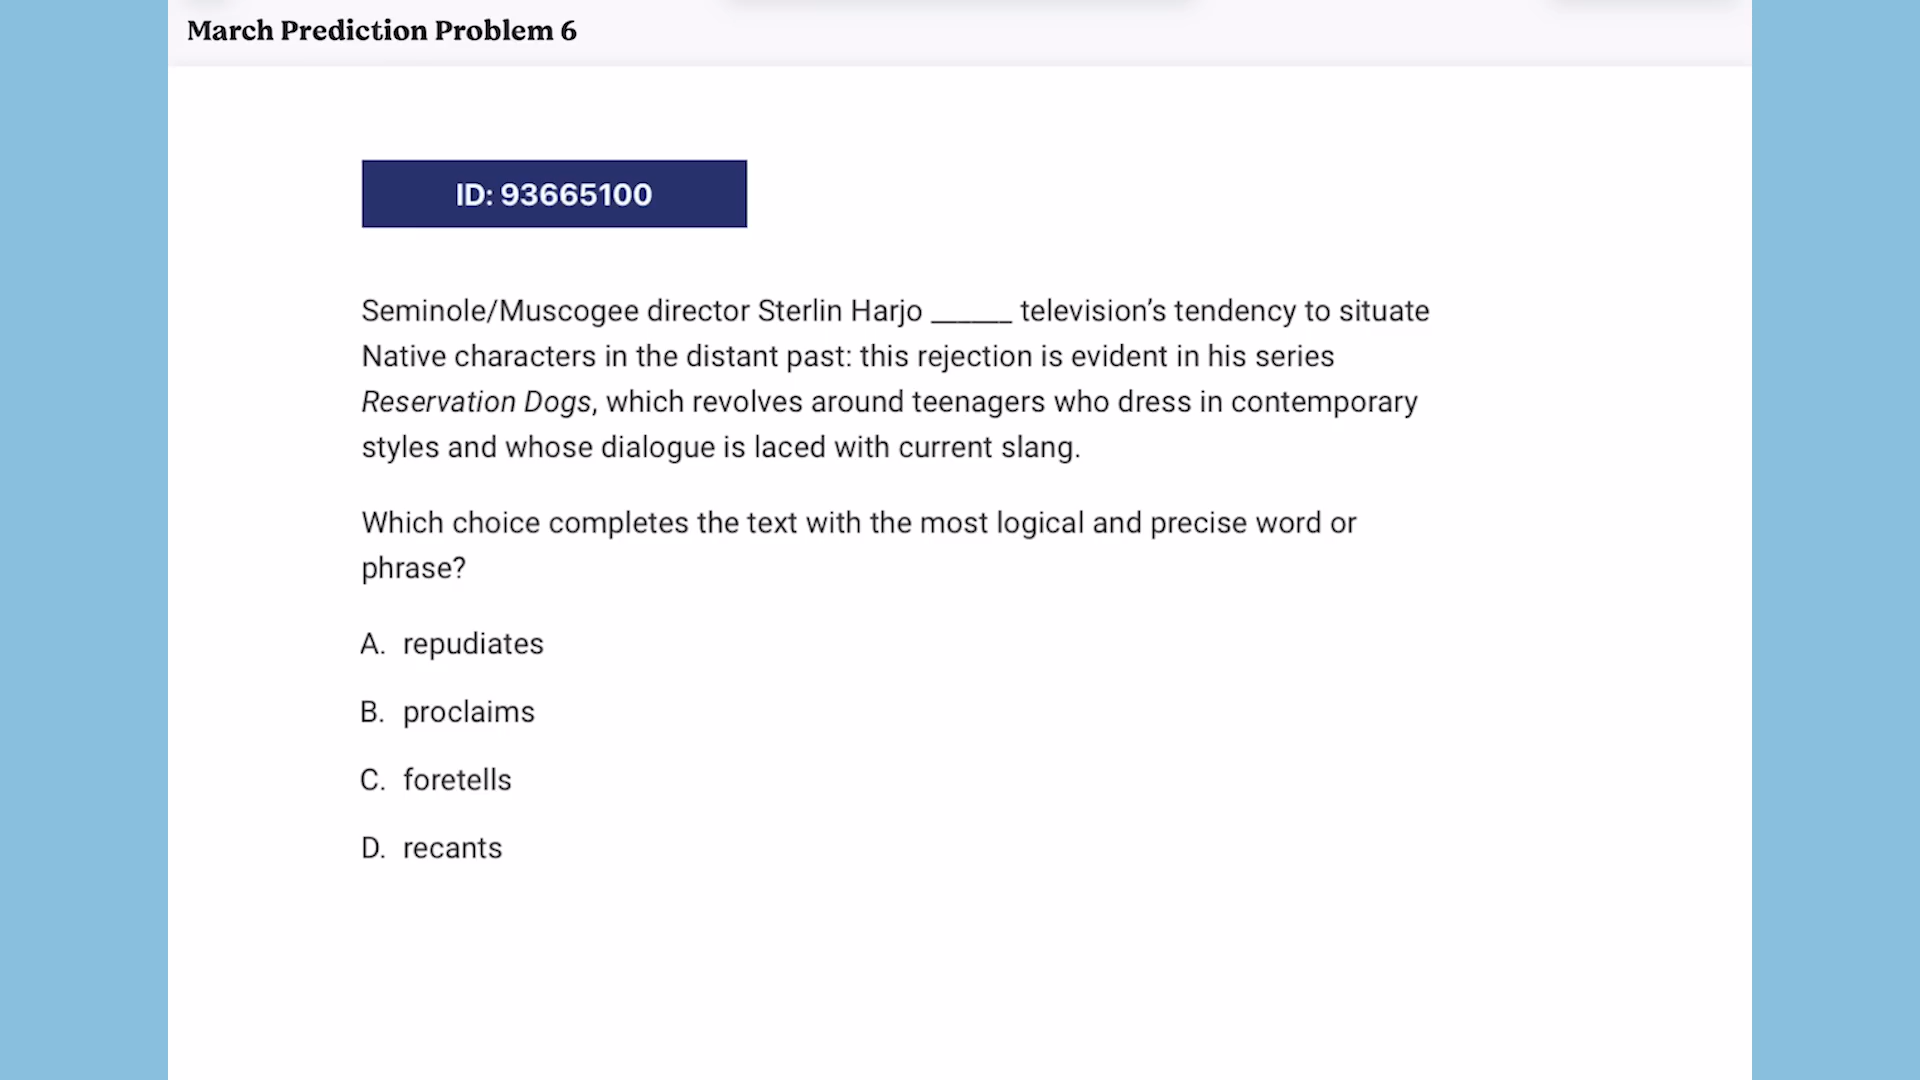 March Prediction Problem 6
ID: 93665100
Seminole/Muscogee director Sterlin Harjo ______ television’s tendency to situate
Native characters in the distant past: this rejection is evident in his series
Reservation Dogs, which revolves around teenagers who dress in contemporary
styles and whose dialogue is laced with current slang.
Which choice completes the text with the most logical and precise word or
phrase?
A. repudiates
B. proclaims
C. foretells
D. recants